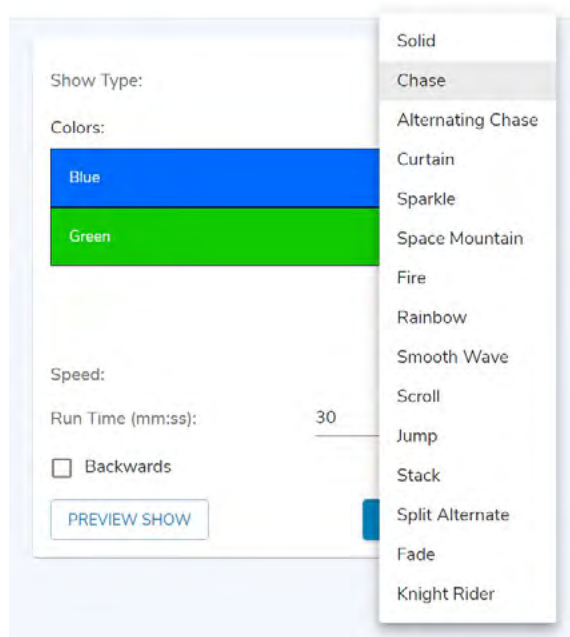 Show Type:
Colors:
Blue
Green
Speed:
Run Time (mm:ss): 30
Backwards
PREVIEW SHOW
Solid
Chase
Alternating Chase
Curtain
Sparkle
Space Mountain
Fire
Rainbow
Smooth Wave
Scroll
Jump
Stack
Split Alternate
Fade
Knight Rider